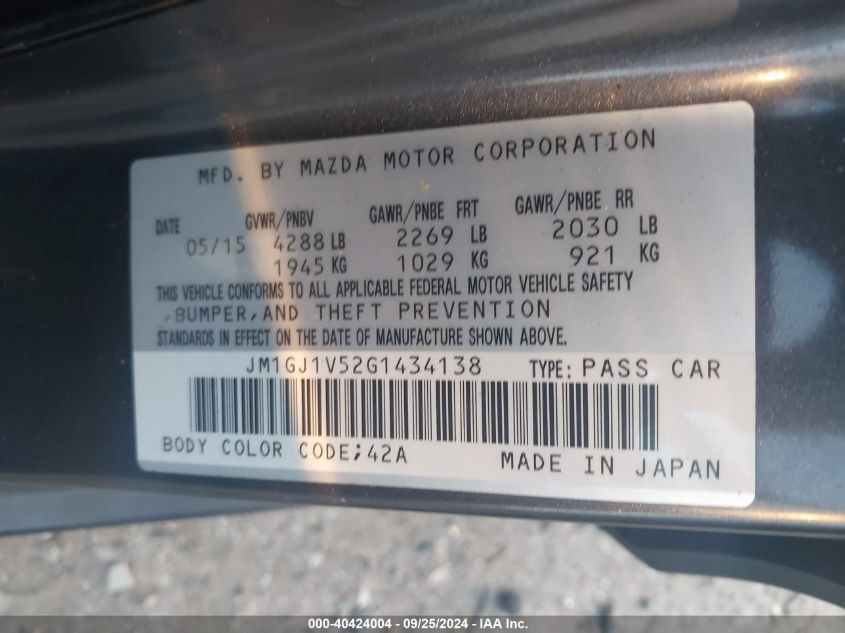 MFD. BY MAZDA MOTOR CORPORATION
DATE GVWR/PNBV GAWR/PNBE FRT GAWR/PNBE RR
05/15 4288 LB 2269 LB 2030 LB
1945 KG 1029 KG 921 KG
THIS VEHICLE CONFORMS TO ALL APPLICABLE FEDERAL MOTOR VEHICLE SAFETY
,BUMPER,AND THEFT PREVENTION
STANDARDS IN EFFECT ON THE DATE OF MANUFACTURE SHOWN ABOVE.
JM1GJ1V52G1434138 TYPE: PASS CAR
BODY COLOR CODE;42A MADE IN JAPAN
000-40424004 - 09/25/2024 - IAA Inc.